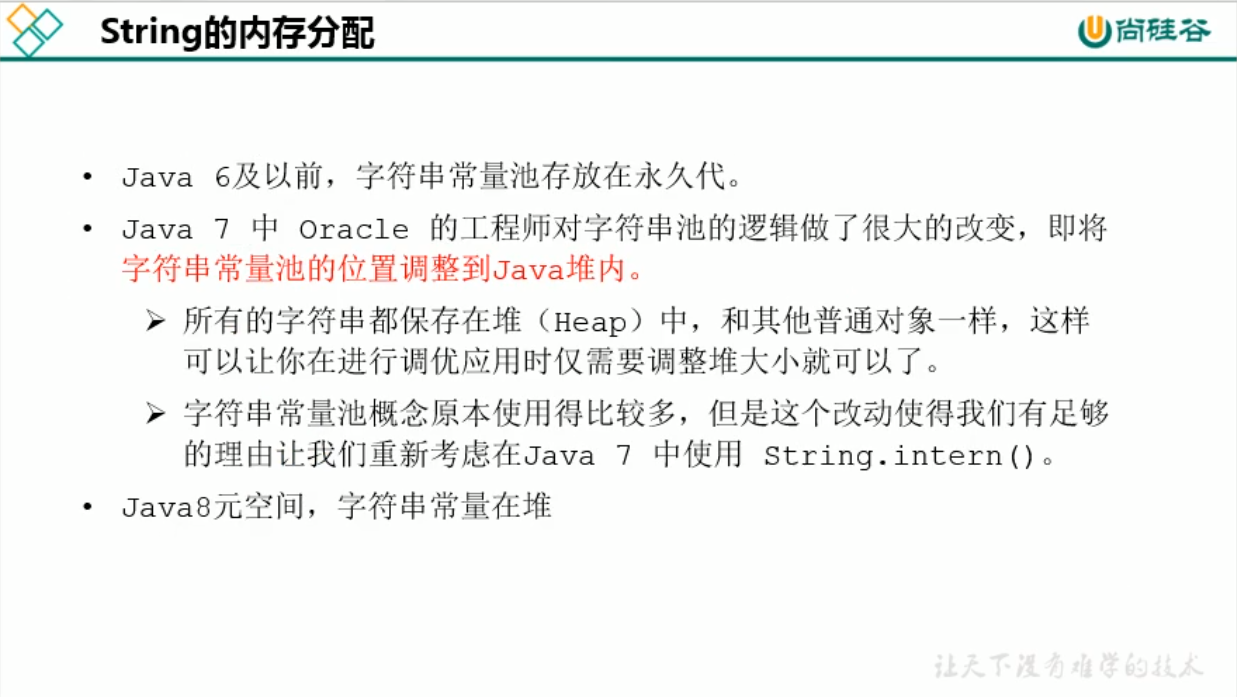 String的内存分配
尚硅谷
• Java 6及以前，字符串常量池存放在永久代。
• Java 7 中 Oracle 的工程师对字符串池的逻辑做了很大的改变，即将
字符串常量池的位置调整到Java堆内。
➢ 所有的字符串都保存在堆（Heap）中，和其他普通对象一样，这样
可以让你在进行调优应用时仅需要调整堆大小就可以了。
➢ 字符串常量池概念原本使用得比较多，但是这个改动使得我们有足够
的理由让我们重新考虑在Java 7 中使用 String.intern()。
• Java8元空间，字符串常量在堆
让天下没有难学的技术